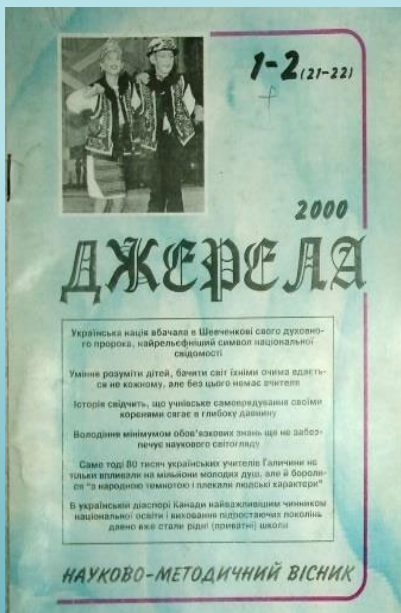 1-2 (21-22)
2000
ДЖЕРЕЛА
Українська нація вбачала в Шевченкові свого духовно-
го пророка, найрельєфніший символ національної
свідомості
Уміння розуміти дітей, бачити світ їхніми очима вдаєть-
ся не кожному, але без цього немає вчителя
Історія свідчить, що учнівське самоврядування своїми
коренями сягає в глибоку давнину
Володіння мінімумом обов'язкових знань ще не забез-
печує наукового світогляду
Саме тоді 80 тисяч українських учителів Галичини не
тільки впливали на мільйони молодих душ, але й бороли-
ся "з народною темнотою і плекали людські характери"
В українській діаспорі Канади найважливішим чинником
національної освіти і виховання підростаючих поколінь
давно вже стали рідні (приватні) школи
НАУКОВО-МЕТОДИЧНИЙ ВІСНИК